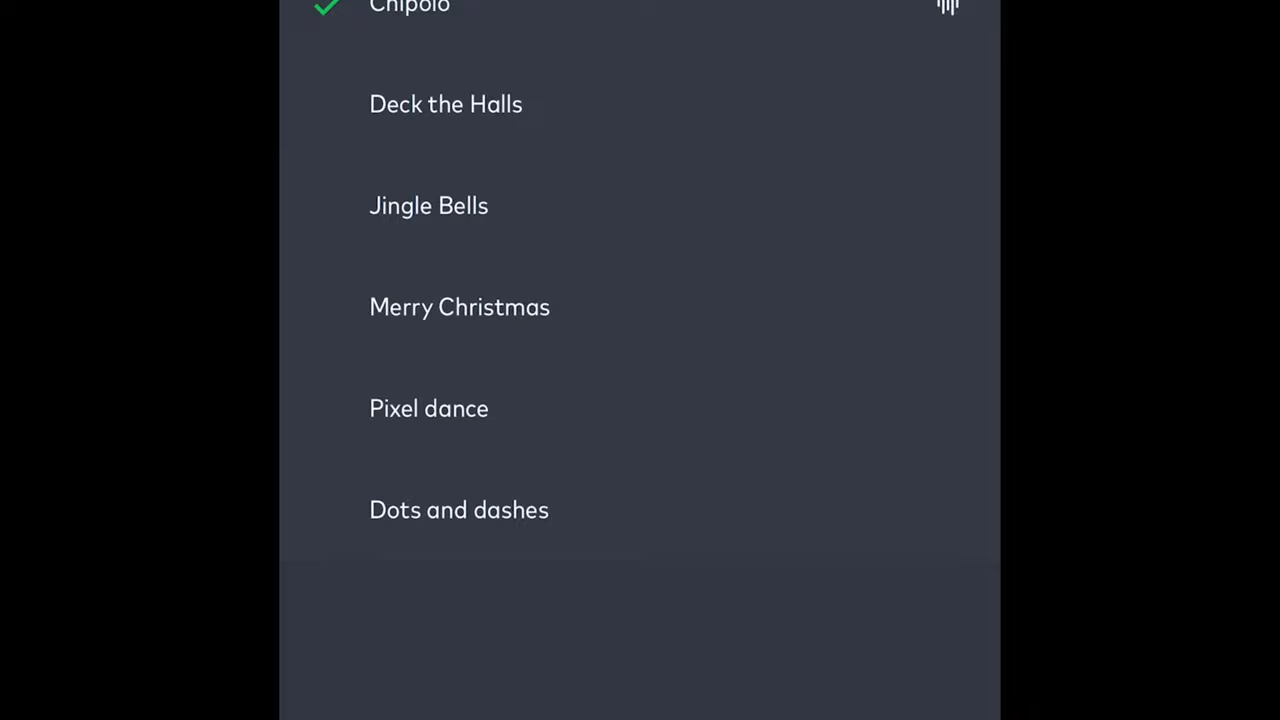 Chipolo
Deck the Halls
Jingle Bells
Merry Christmas
Pixel dance
Dots and dashes